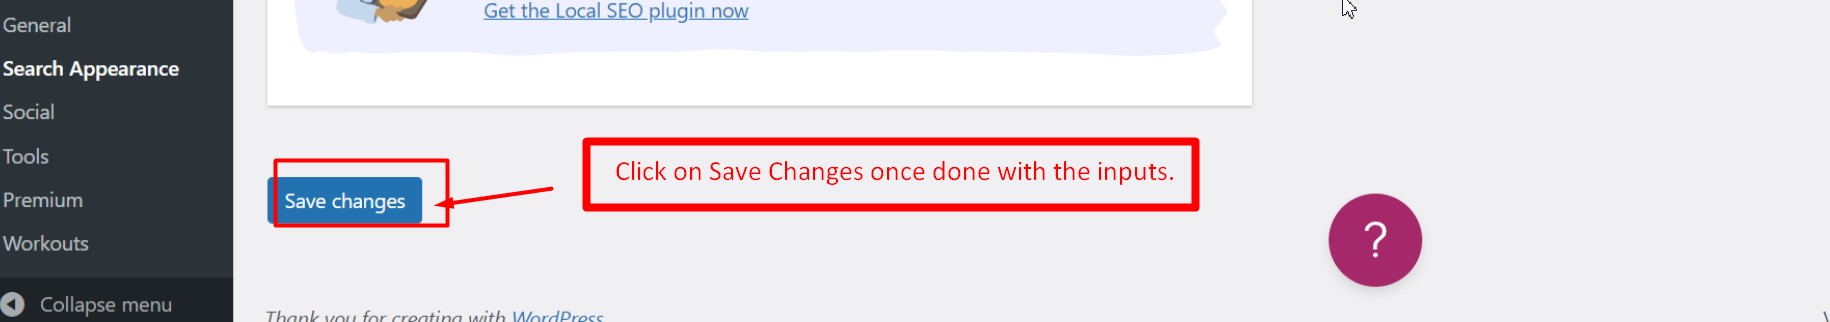 General
Search Appearance
Social
Tools
Premium
Workouts
Collapse menu
Get the Local SEO plugin now
Save changes
Click on Save Changes once done with the inputs.
?
Thank you for creating with WordPress